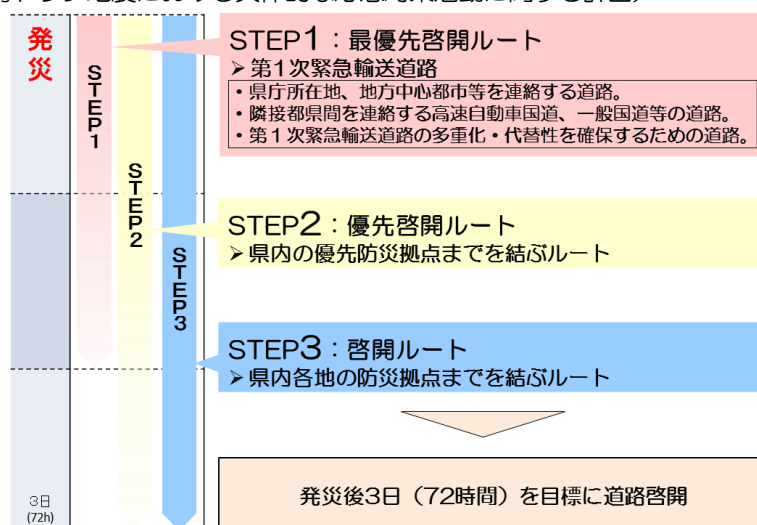 発災
STEP1
STEP2
STEP3
3日
(72h)
STEP1：最優先啓開ルート
➢第1次緊急輸送道路
・県庁所在地、地方中心都市等を連絡する道路。
・隣接都県間を連絡する高速自動車国道、一般国道等の道路。
・第1次緊急輸送道路の多重化・代替性を確保するための道路。
STEP2：優先啓開ルート
➢県内の優先防災拠点までを結ぶルート
STEP3：啓開ルート
➢県内各地の防災拠点までを結ぶルート
発災後3日（72時間）を目標に道路啓開